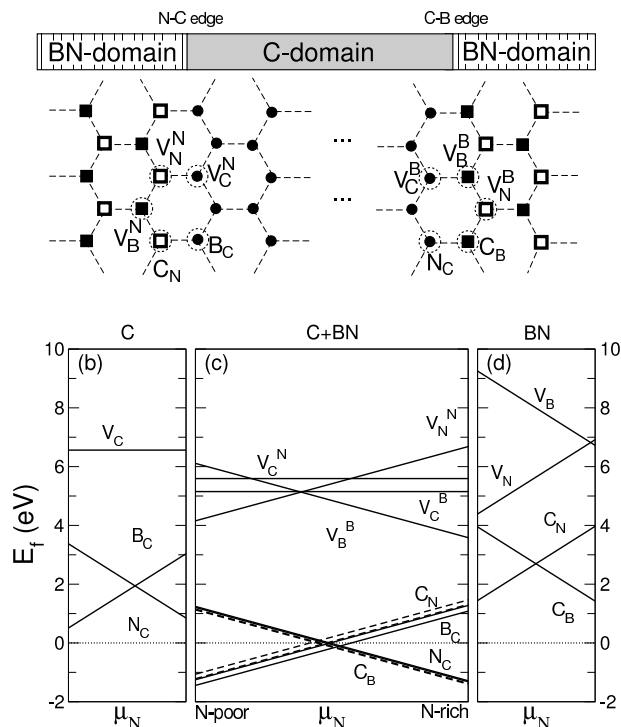 N-C edge C-B edge
BN-domain C-domain BN-domain
V_N^N V_C^N ... V_C^B V_B^B
V_B^N ... V_N^B
C_N B_C N_C C_B
C C+BN BN
(b) (c) (d)
10 10
8 8
6 6
4 4
2 2
0 0
-2 -2
E_f (eV)
V_C
B_C
N_C
V_N^N
V_C^N
V_C^B
V_B^B
C_N
B_C
N_C
C_B
V_B
V_N
C_N
C_B
μ_N N-poor μ_N N-rich μ_N